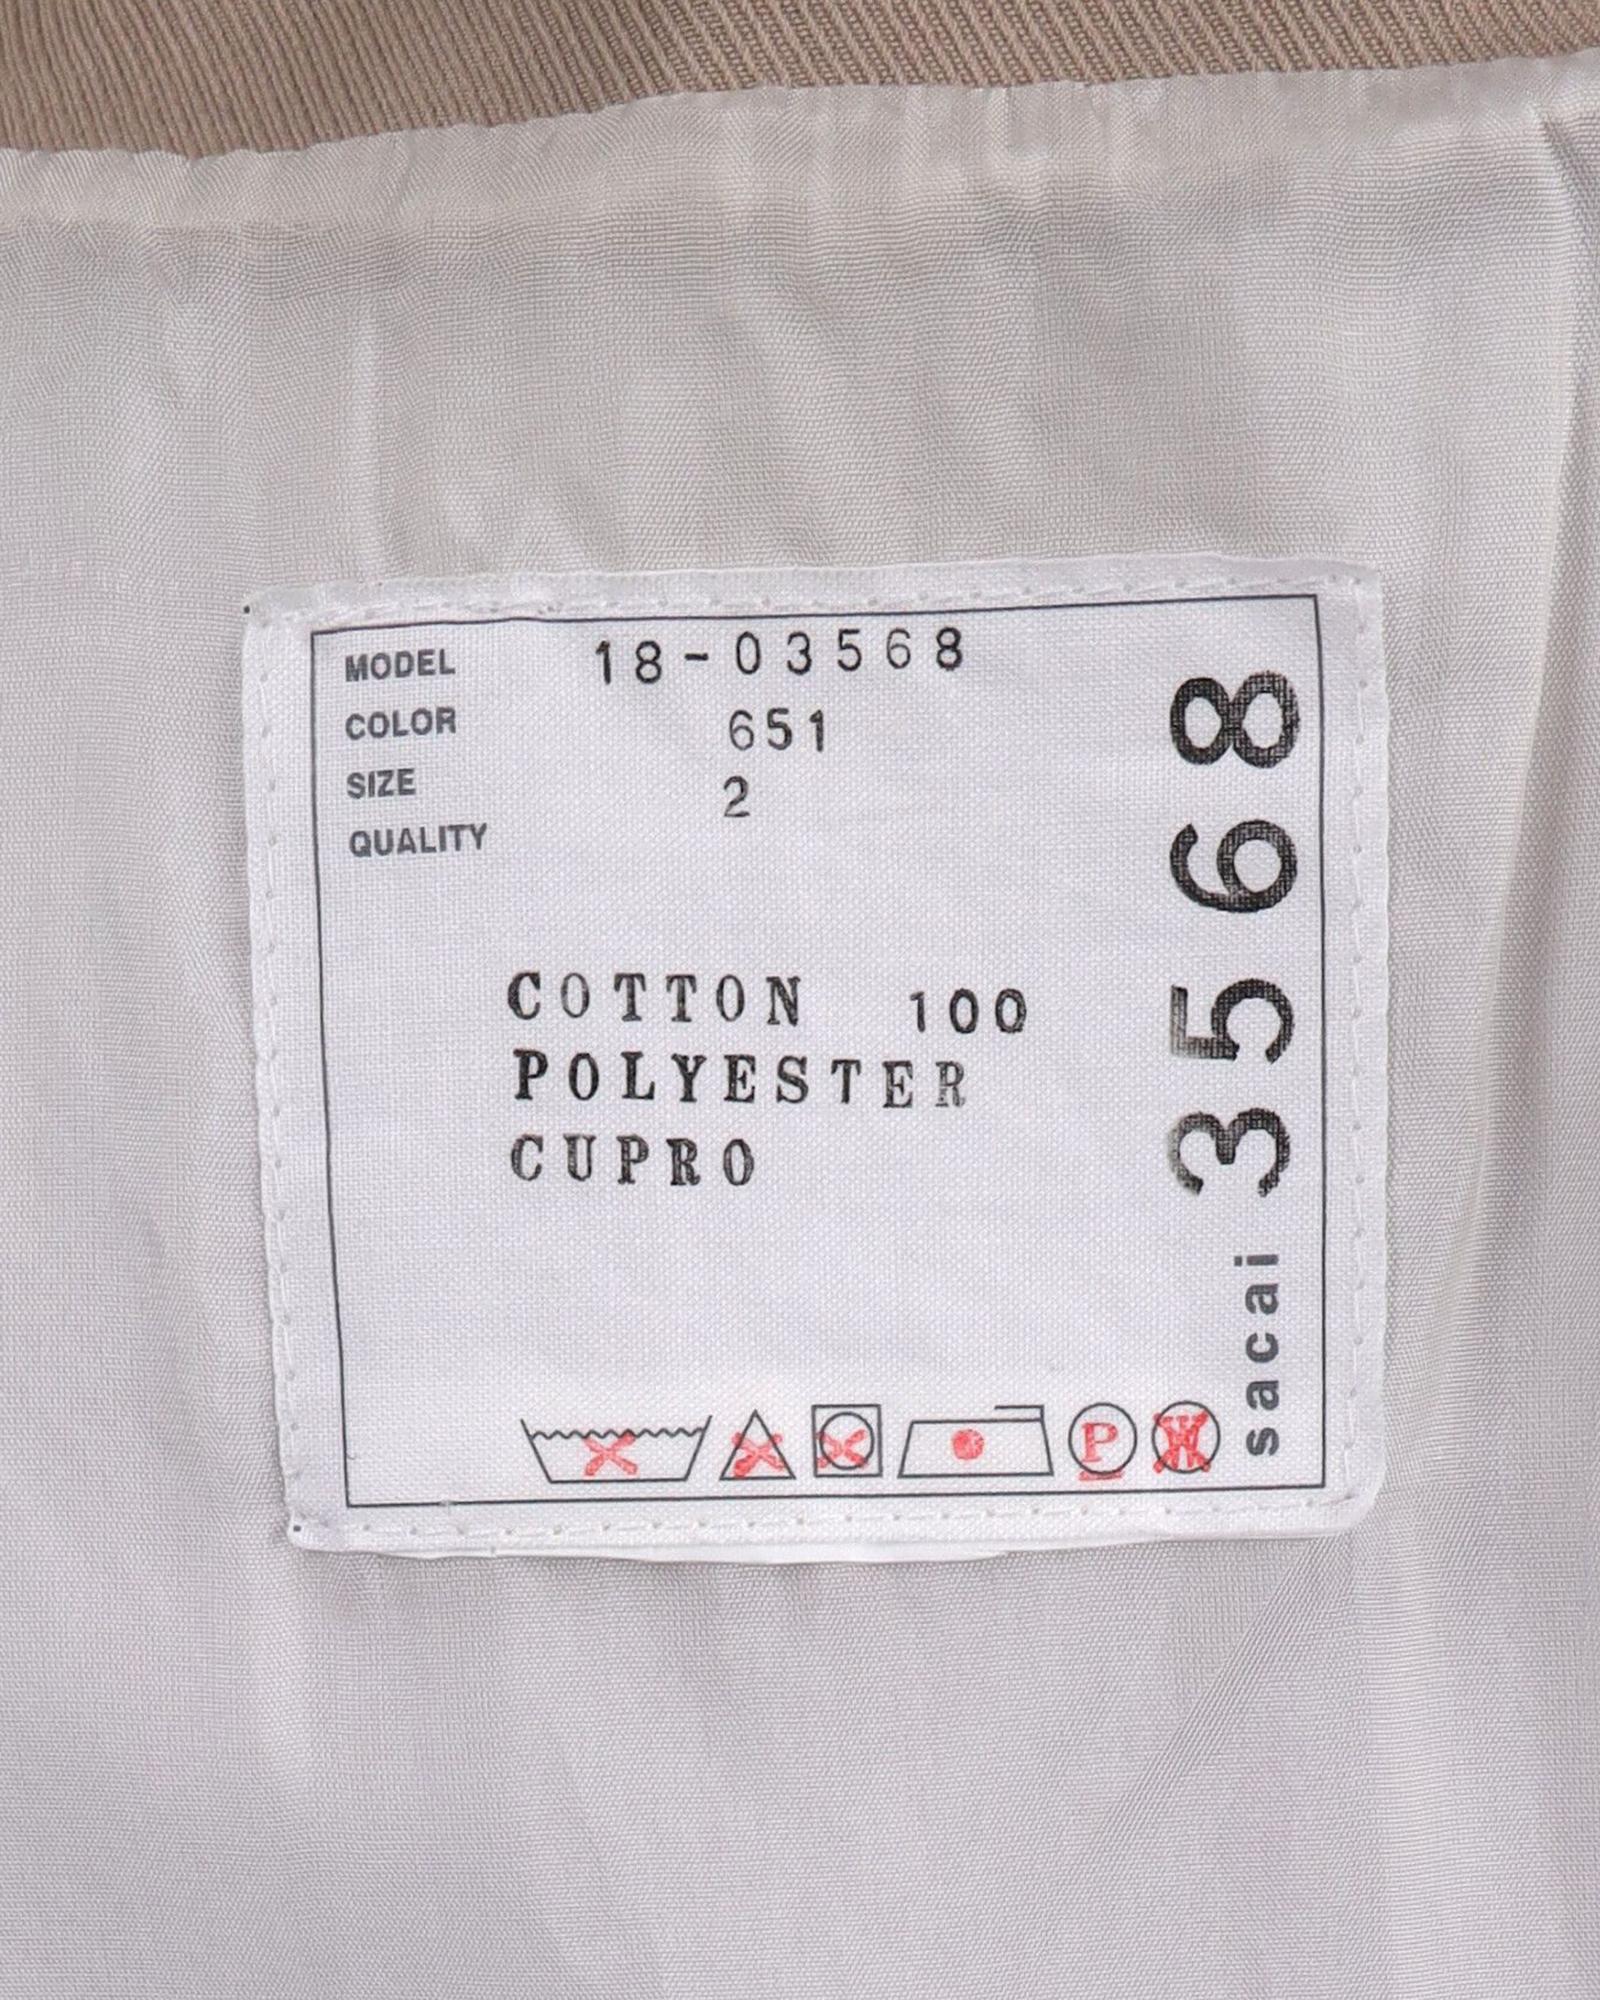 MODEL 18-03568
COLOR 651
SIZE 2
QUALITY
COTTON 100
POLYESTER
CUPRO
P W
sacai 3568